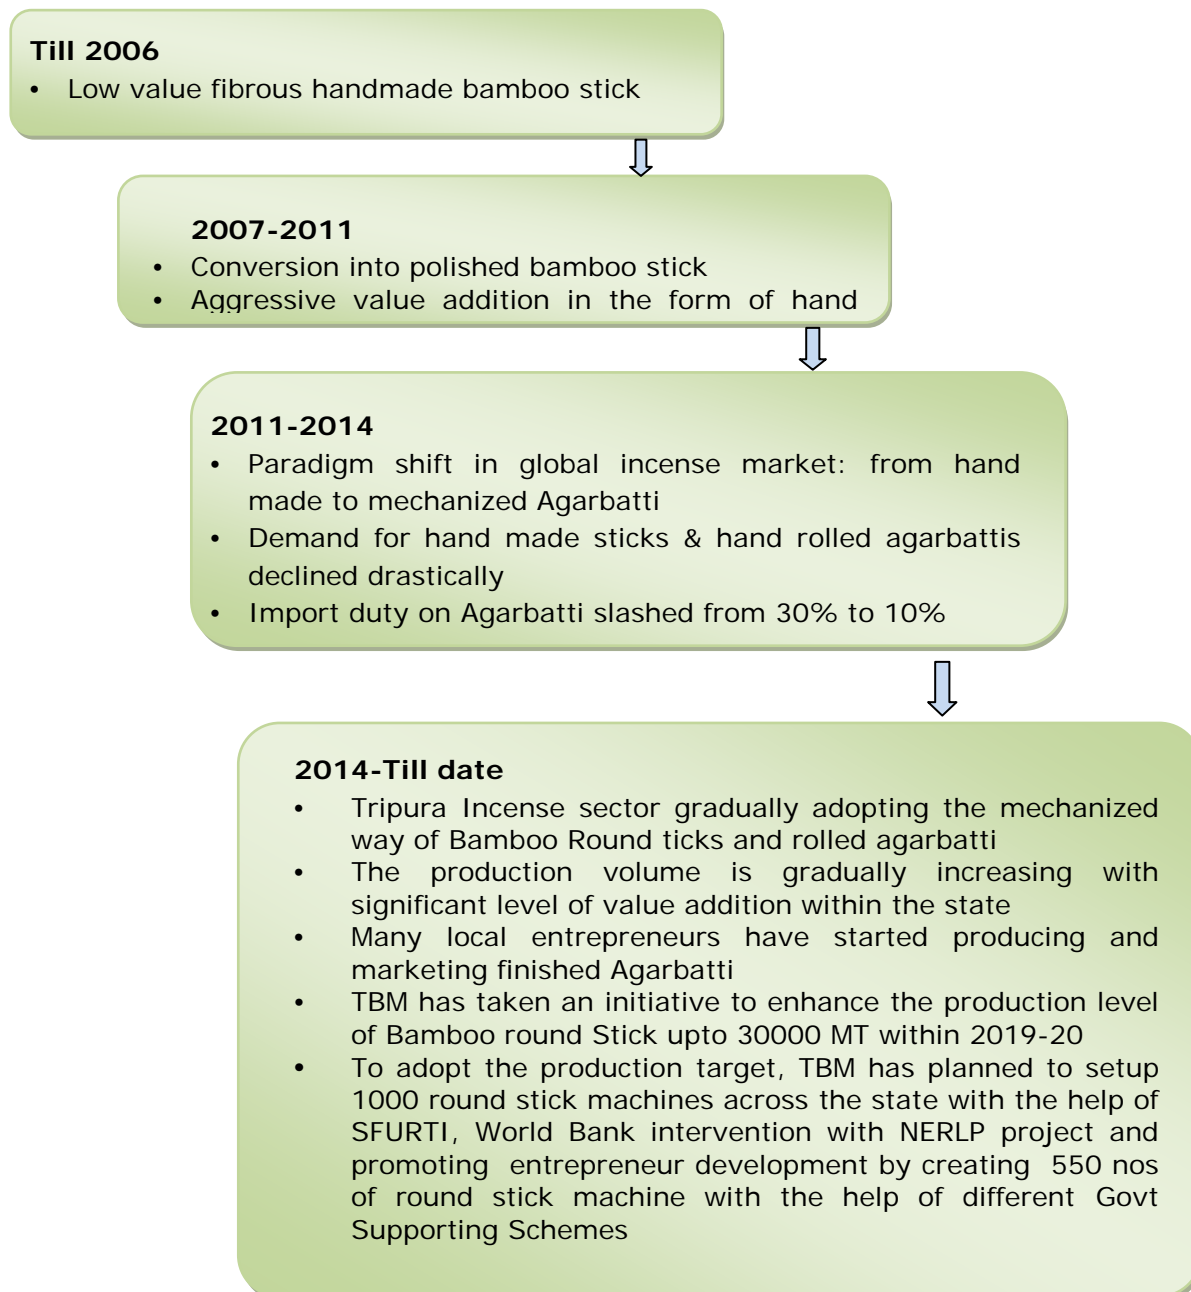 Till 2006
• Low value fibrous handmade bamboo stick
2007-2011
• Conversion into polished bamboo stick
• Aggressive value addition in the form of hand
2011-2014
• Paradigm shift in global incense market: from hand
made to mechanized Agarbatti
• Demand for hand made sticks & hand rolled agarbattis
declined drastically
• Import duty on Agarbatti slashed from 30% to 10%
2014-Till date
• Tripura Incense sector gradually adopting the mechanized
way of Bamboo Round ticks and rolled agarbatti
• The production volume is gradually increasing with
significant level of value addition within the state
• Many local entrepreneurs have started producing and
marketing finished Agarbatti
• TBM has taken an initiative to enhance the production level
of Bamboo round Stick upto 30000 MT within 2019-20
• To adopt the production target, TBM has planned to setup
1000 round stick machines across the state with the help of
SFURTI, World Bank intervention with NERLP project and
promoting entrepreneur development by creating 550 nos
of round stick machine with the help of different Govt
Supporting Schemes